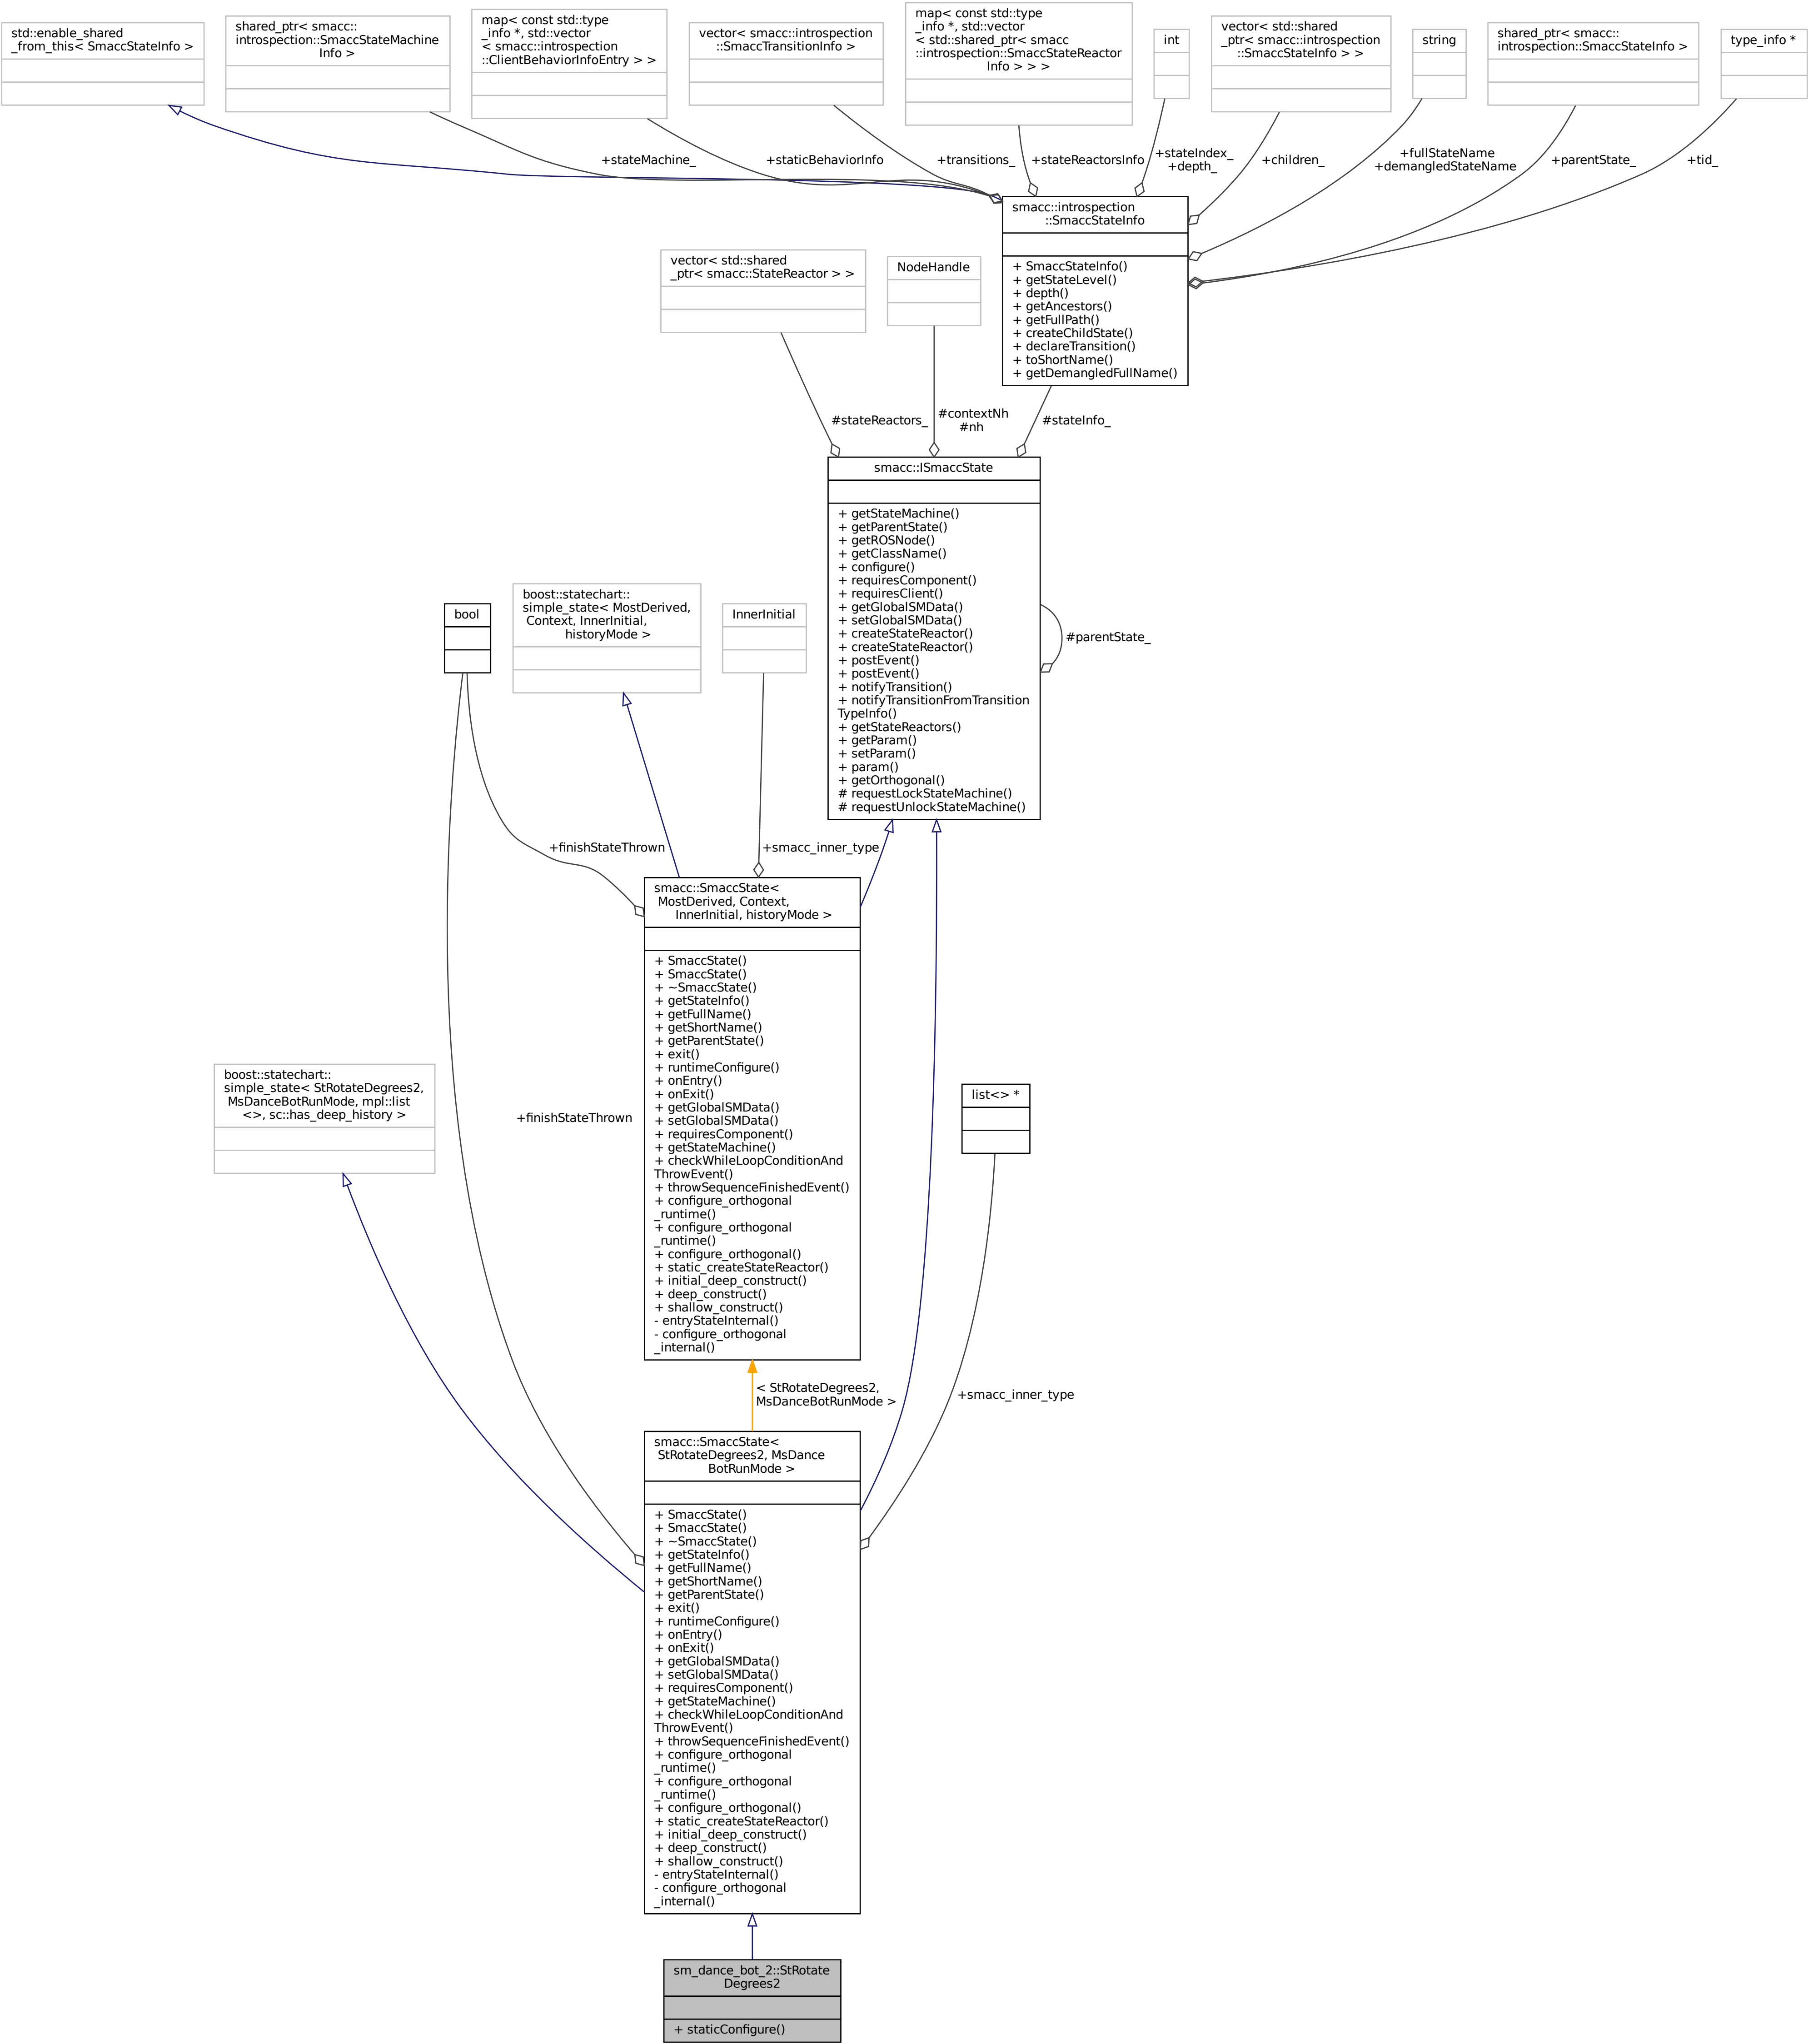 std::enable_shared
_from_this< SmaccStateInfo >
shared_ptr< smacc::
introspection::SmaccStateMachine
Info >
map< const std::type
_info *, std::vector
< smacc::introspection
::ClientBehaviorInfoEntry > >
vector< smacc::introspection
::SmaccTransitionInfo >
map< const std::type
_info *, std::vector
< std::shared_ptr< smacc
::introspection::SmaccStateReactor
Info > > >
int
vector< std::shared
_ptr< smacc::introspection
::SmaccStateInfo > >
string
shared_ptr< smacc::
introspection::SmaccStateInfo >
type_info *
+stateMachine_
+staticBehaviorInfo
+transitions_
+stateReactorsInfo
+stateIndex_
+depth_
+children_
+fullStateName
+demangledStateName
+parentState_
+tid_
smacc::introspection
::SmaccStateInfo
+ SmaccStateInfo()
+ getStateLevel()
+ depth()
+ getAncestors()
+ getFullPath()
+ createChildState()
+ declareTransition()
+ toShortName()
+ getDemangledFullName()
vector< std::shared
_ptr< smacc::StateReactor > >
NodeHandle
#stateReactors_
#contextNh
#nh
#stateInfo_
smacc::ISmaccState
+ getStateMachine()
+ getParentState()
+ getROSNode()
+ getClassName()
+ configure()
+ requiresComponent()
+ requiresClient()
+ getGlobalSMData()
+ setGlobalSMData()
+ createStateReactor()
+ createStateReactor()
+ postEvent()
+ postEvent()
+ notifyTransition()
+ notifyTransitionFromTransition
TypeInfo()
+ getStateReactors()
+ getParam()
+ setParam()
+ param()
+ getOrthogonal()
# requestLockStateMachine()
# requestUnlockStateMachine()
#parentState_
bool
boost::statechart::
simple_state< MostDerived,
Context, InnerInitial,
historyMode >
InnerInitial
+finishStateThrown
+smacc_inner_type
smacc::SmaccState<
MostDerived, Context,
InnerInitial, historyMode >
+ SmaccState()
+ SmaccState()
+ ~SmaccState()
+ getStateInfo()
+ getFullName()
+ getShortName()
+ getParentState()
+ exit()
+ runtimeConfigure()
+ onEntry()
+ onExit()
+ getGlobalSMData()
+ setGlobalSMData()
+ requiresComponent()
+ getStateMachine()
+ checkWhileLoopConditionAnd
ThrowEvent()
+ throwSequenceFinishedEvent()
+ configure_orthogonal
_runtime()
+ configure_orthogonal
_runtime()
+ configure_orthogonal()
+ static_createStateReactor()
+ initial_deep_construct()
+ deep_construct()
+ shallow_construct()
- entryStateInternal()
- configure_orthogonal
_internal()
boost::statechart::
simple_state< StRotateDegrees2,
MsDanceBotRunMode, mpl::list
<>, sc::has_deep_history >
+finishStateThrown
list<> *
< StRotateDegrees2,
MsDanceBotRunMode >
+smacc_inner_type
smacc::SmaccState<
StRotateDegrees2, MsDance
BotRunMode >
+ SmaccState()
+ SmaccState()
+ ~SmaccState()
+ getStateInfo()
+ getFullName()
+ getShortName()
+ getParentState()
+ exit()
+ runtimeConfigure()
+ onEntry()
+ onExit()
+ getGlobalSMData()
+ setGlobalSMData()
+ requiresComponent()
+ getStateMachine()
+ checkWhileLoopConditionAnd
ThrowEvent()
+ throwSequenceFinishedEvent()
+ configure_orthogonal
_runtime()
+ configure_orthogonal
_runtime()
+ configure_orthogonal()
+ static_createStateReactor()
+ initial_deep_construct()
+ deep_construct()
+ shallow_construct()
- entryStateInternal()
- configure_orthogonal
_internal()
sm_dance_bot_2::StRotate
Degrees2
+ staticConfigure()